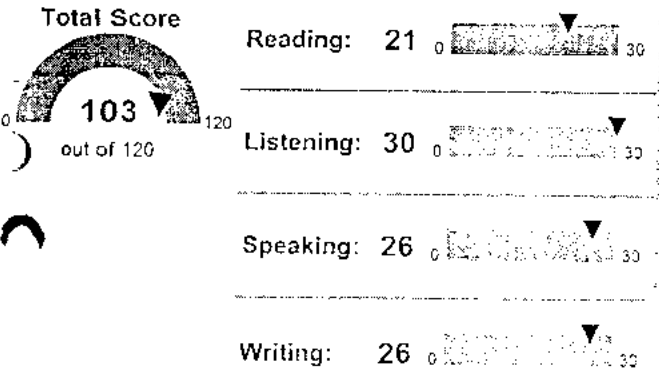 Total Score
0 103 120
out of 120
Reading: 21 0 30
Listening: 30 0 30
Speaking: 26 0 30
Writing: 26 0 30